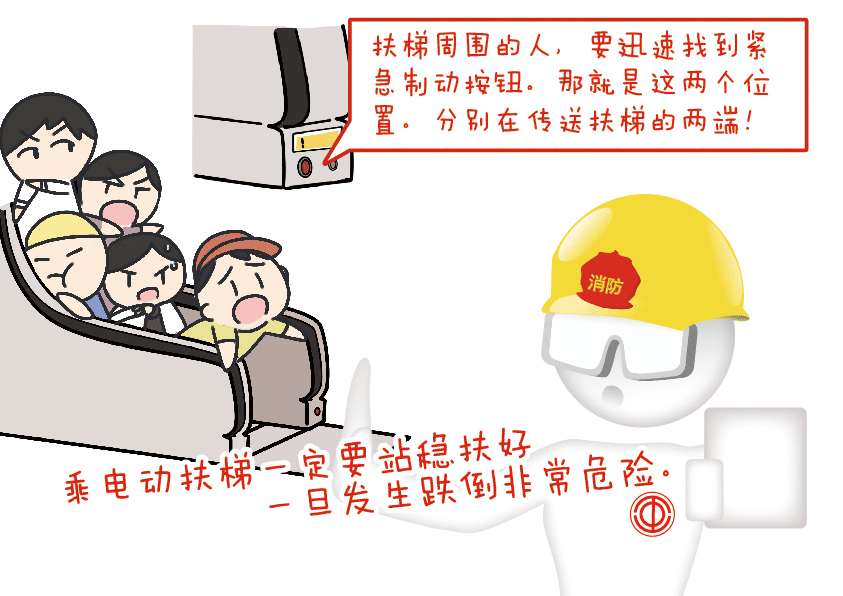 扶梯周围的人，要迅速找到紧
急制动按钮。那就是这两个位
置。分别在传送扶梯的两端！
消防
乘电动扶梯一定要站稳扶好
一旦发生跌倒非常危险。